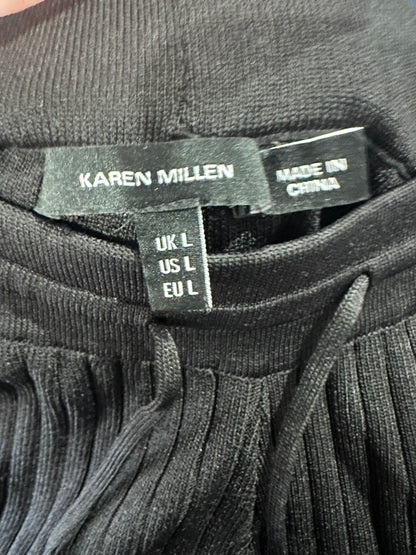 KAREN MILLEN
MADE IN
CHINA
UK L
US L
EU L